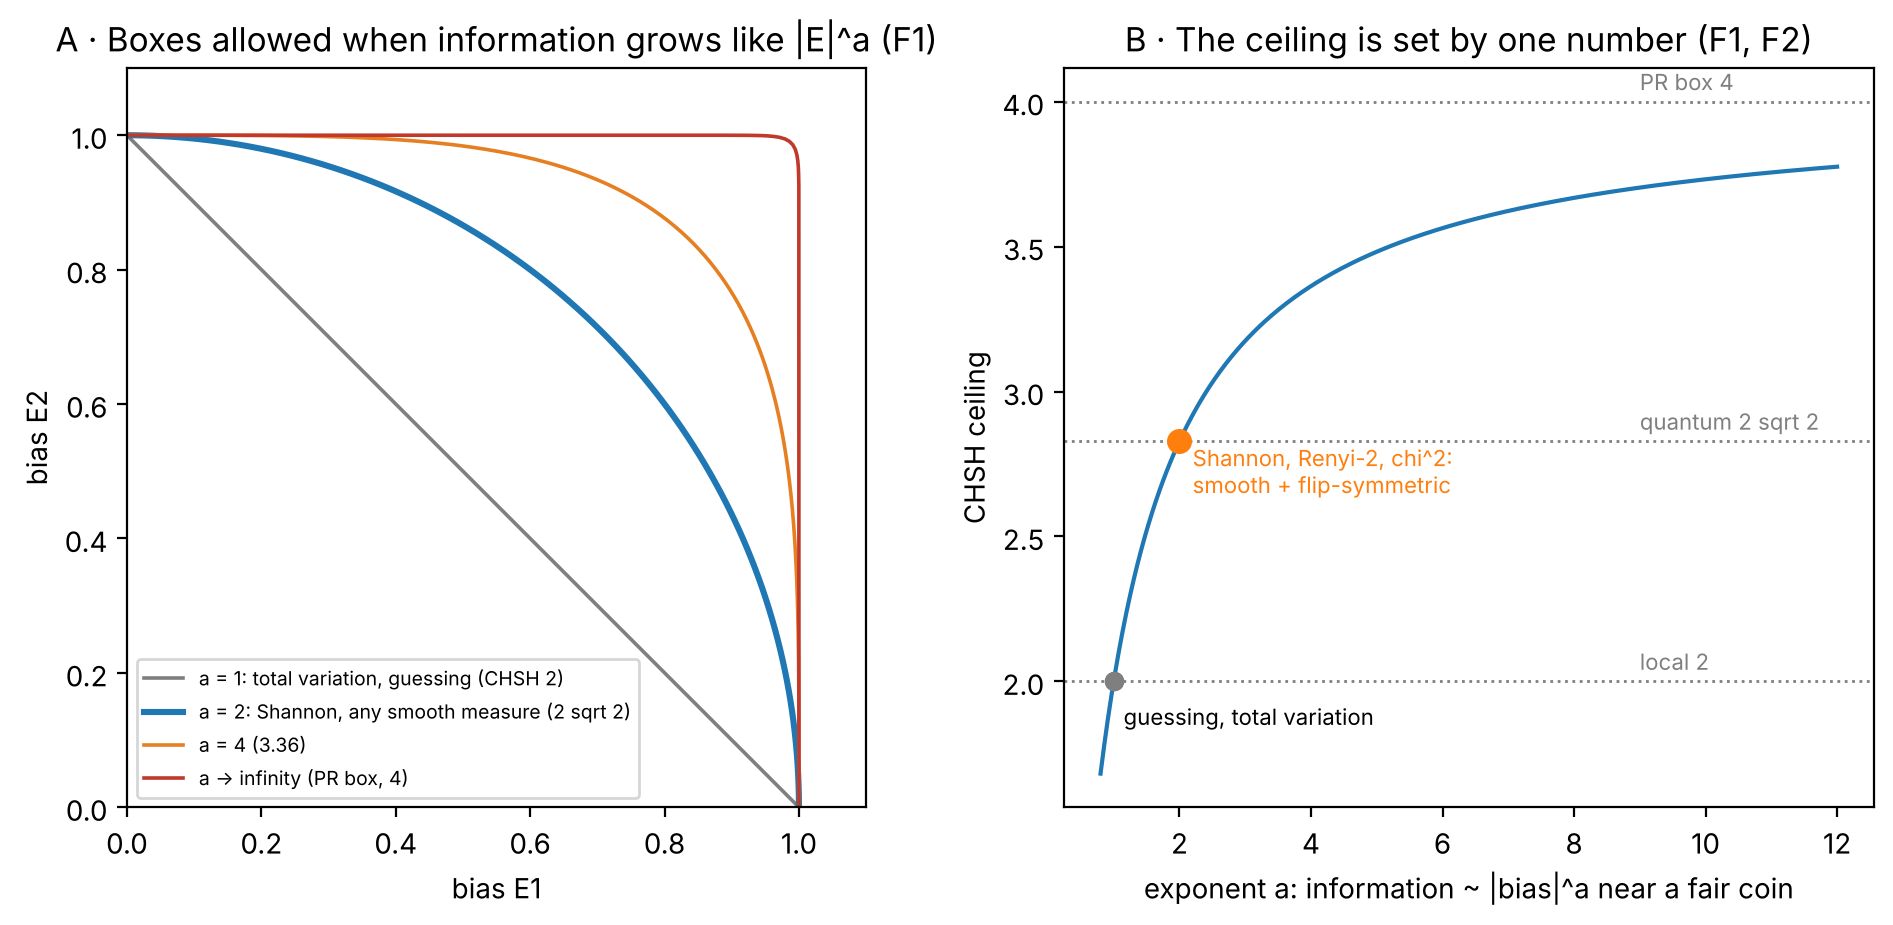 A · Boxes allowed when information grows like |E|^a (F1)
bias E2
1.0
0.8
0.6
0.4
0.2
0.0
a = 1: total variation, guessing (CHSH 2)
a = 2: Shannon, any smooth measure (2 sqrt 2)
a = 4 (3.36)
a → infinity (PR box, 4)
0.0 0.2 0.4 0.6 0.8 1.0
bias E1
B · The ceiling is set by one number (F1, F2)
CHSH ceiling
4.0
3.5
3.0
2.5
2.0
PR box 4
quantum 2 sqrt 2
Shannon, Renyi-2, chi^2:
smooth + flip-symmetric
local 2
guessing, total variation
2 4 6 8 10 12
exponent a: information ~ |bias|^a near a fair coin